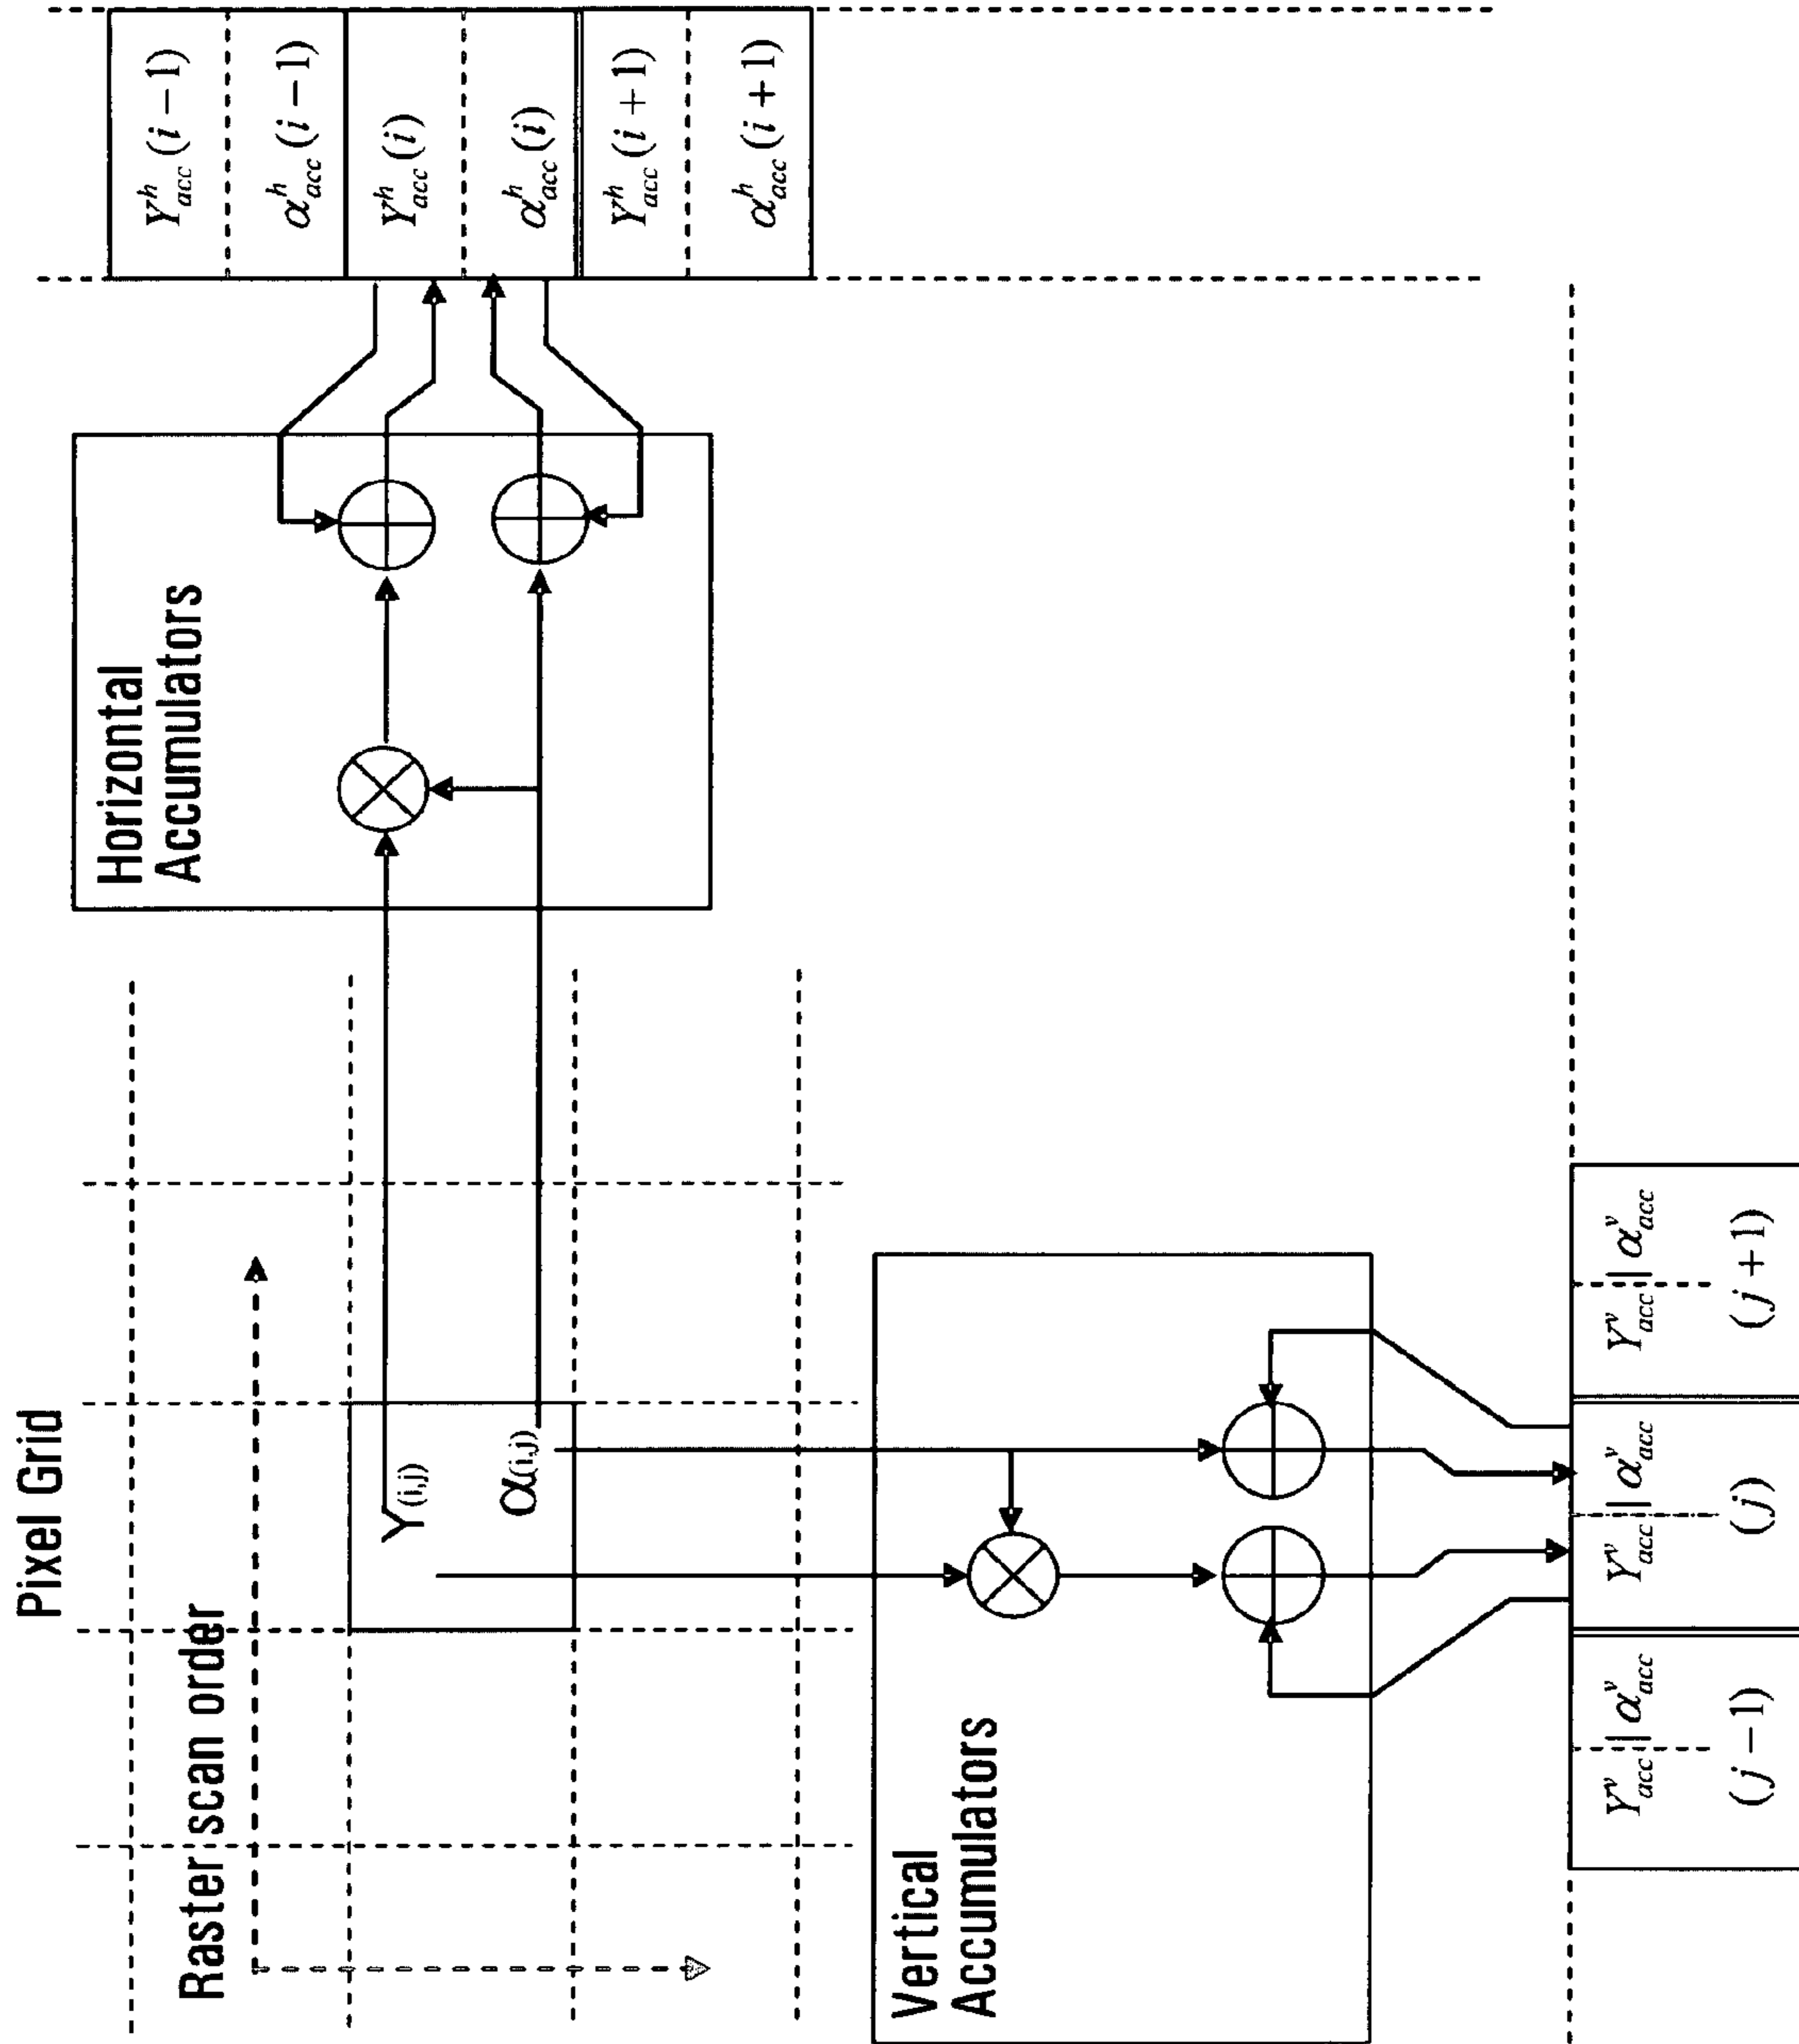 Pixel Grid
Raster scan order
Y(i,j)
α(i,j)
Horizontal
Accumulators
Y^h_acc (i − 1)
α^h_acc (i − 1)
Y^h_acc (i)
α^h_acc (i)
Y^h_acc (i + 1)
α^h_acc (i + 1)
Vertical
Accumulators
Y^v_acc | α^v_acc
(j − 1)
Y^v_acc | α^v_acc
(j)
Y^v_acc | α^v_acc
(j + 1)